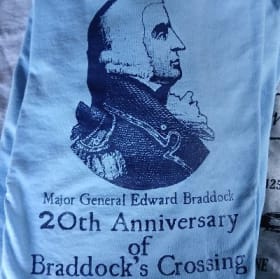 Major General Edward Braddock
20th Anniversary
of
Braddock's Crossing